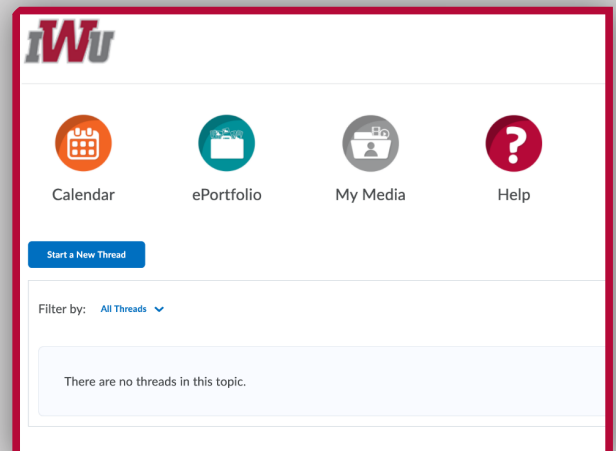 IWU
Calendar ePortfolio My Media Help
Start a New Thread
Filter by: All Threads
There are no threads in this topic.